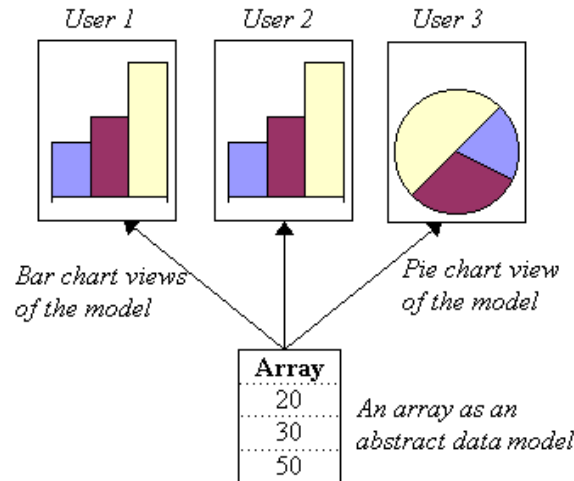 User 1
User 2
User 3
Bar chart views
of the model
Pie chart view
of the model
Array
20
30
50
An array as an
abstract data model